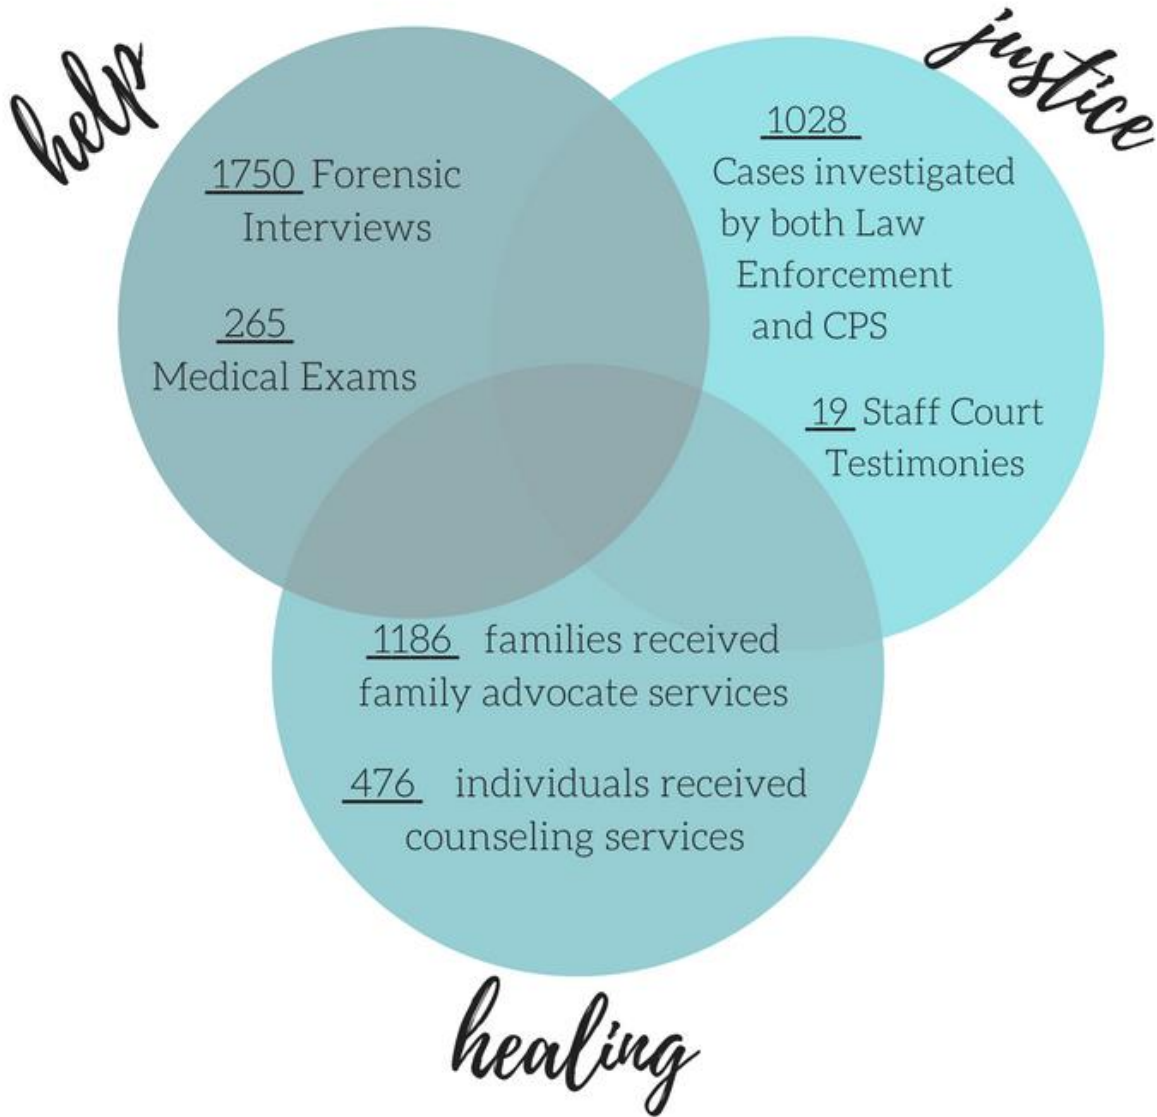 help
justice
1750 Forensic
Interviews
265
Medical Exams
1028
Cases investigated
by both Law
Enforcement
and CPS
19 Staff Court
Testimonies
1186 families received
family advocate services
476 individuals received
counseling services
healing